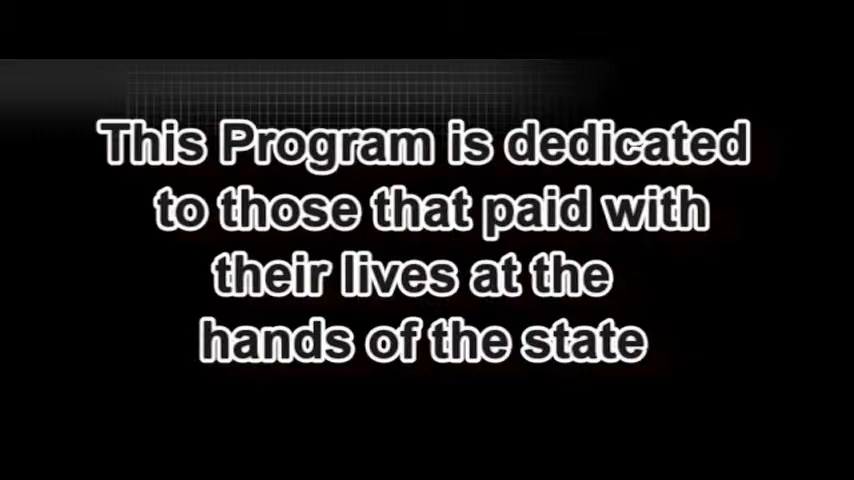 This Program is dedicated
to those that paid with
their lives at the
hands of the state